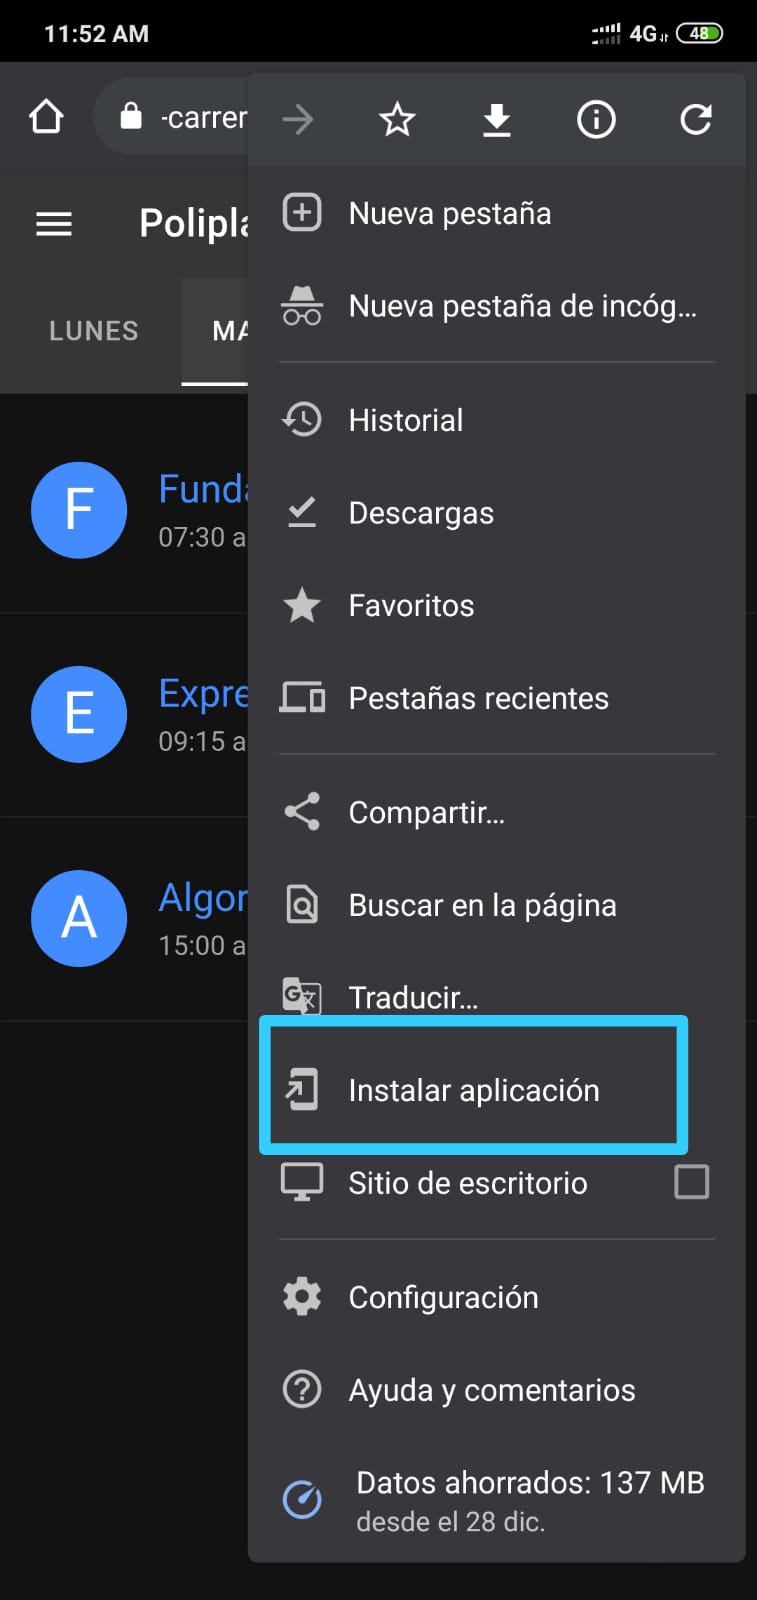 11:52 AM
4G
48
-carrer
Nueva pestaña
Polipla
Nueva pestaña de incóg...
LUNES
MA
Historial
Funda
07:30 a
Descargas
Favoritos
Expre
09:15 a
Pestañas recientes
Compartir...
Algor
15:00 a
Buscar en la página
Traducir...
Instalar aplicación
Sitio de escritorio
Configuración
Ayuda y comentarios
Datos ahorrados: 137 MB
desde el 28 dic.
F
E
A